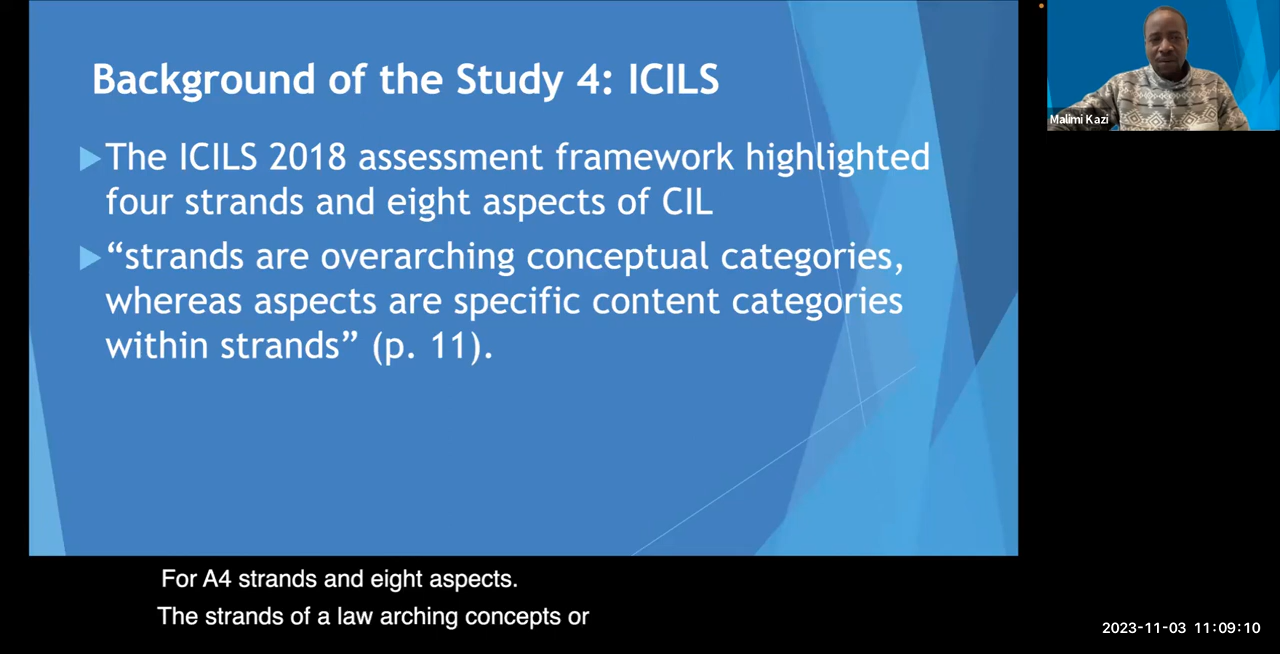 Background of the Study 4: ICILS
The ICILS 2018 assessment framework highlighted
four strands and eight aspects of CIL
“strands are overarching conceptual categories,
whereas aspects are specific content categories
within strands” (p. 11).
Malimi Kazi
For A4 strands and eight aspects.
The strands of a law arching concepts or
2023-11-03 11:09:10